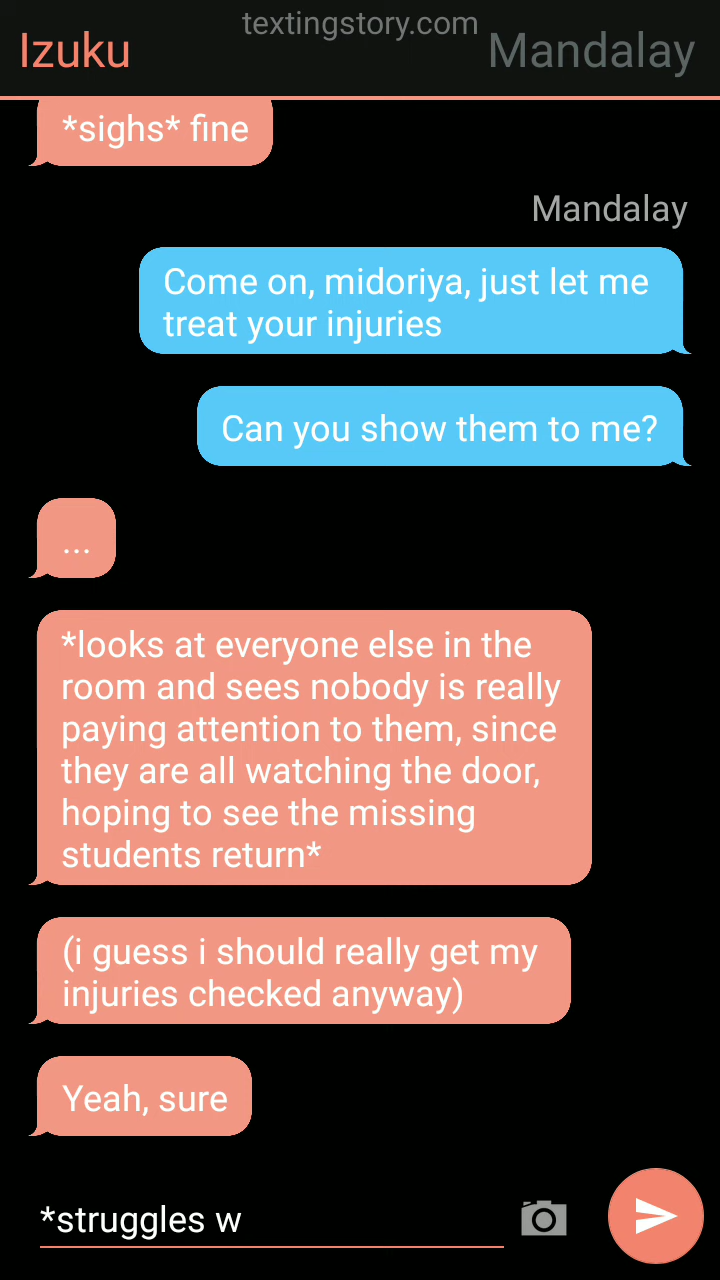 textingstory.com
Izuku
Mandalay
*sighs* fine
Mandalay
Come on, midoriya, just let me
treat your injuries
Can you show them to me?
...
*looks at everyone else in the
room and sees nobody is really
paying attention to them, since
they are all watching the door,
hoping to see the missing
students return*
(i guess i should really get my
injuries checked anyway)
Yeah, sure
*struggles w